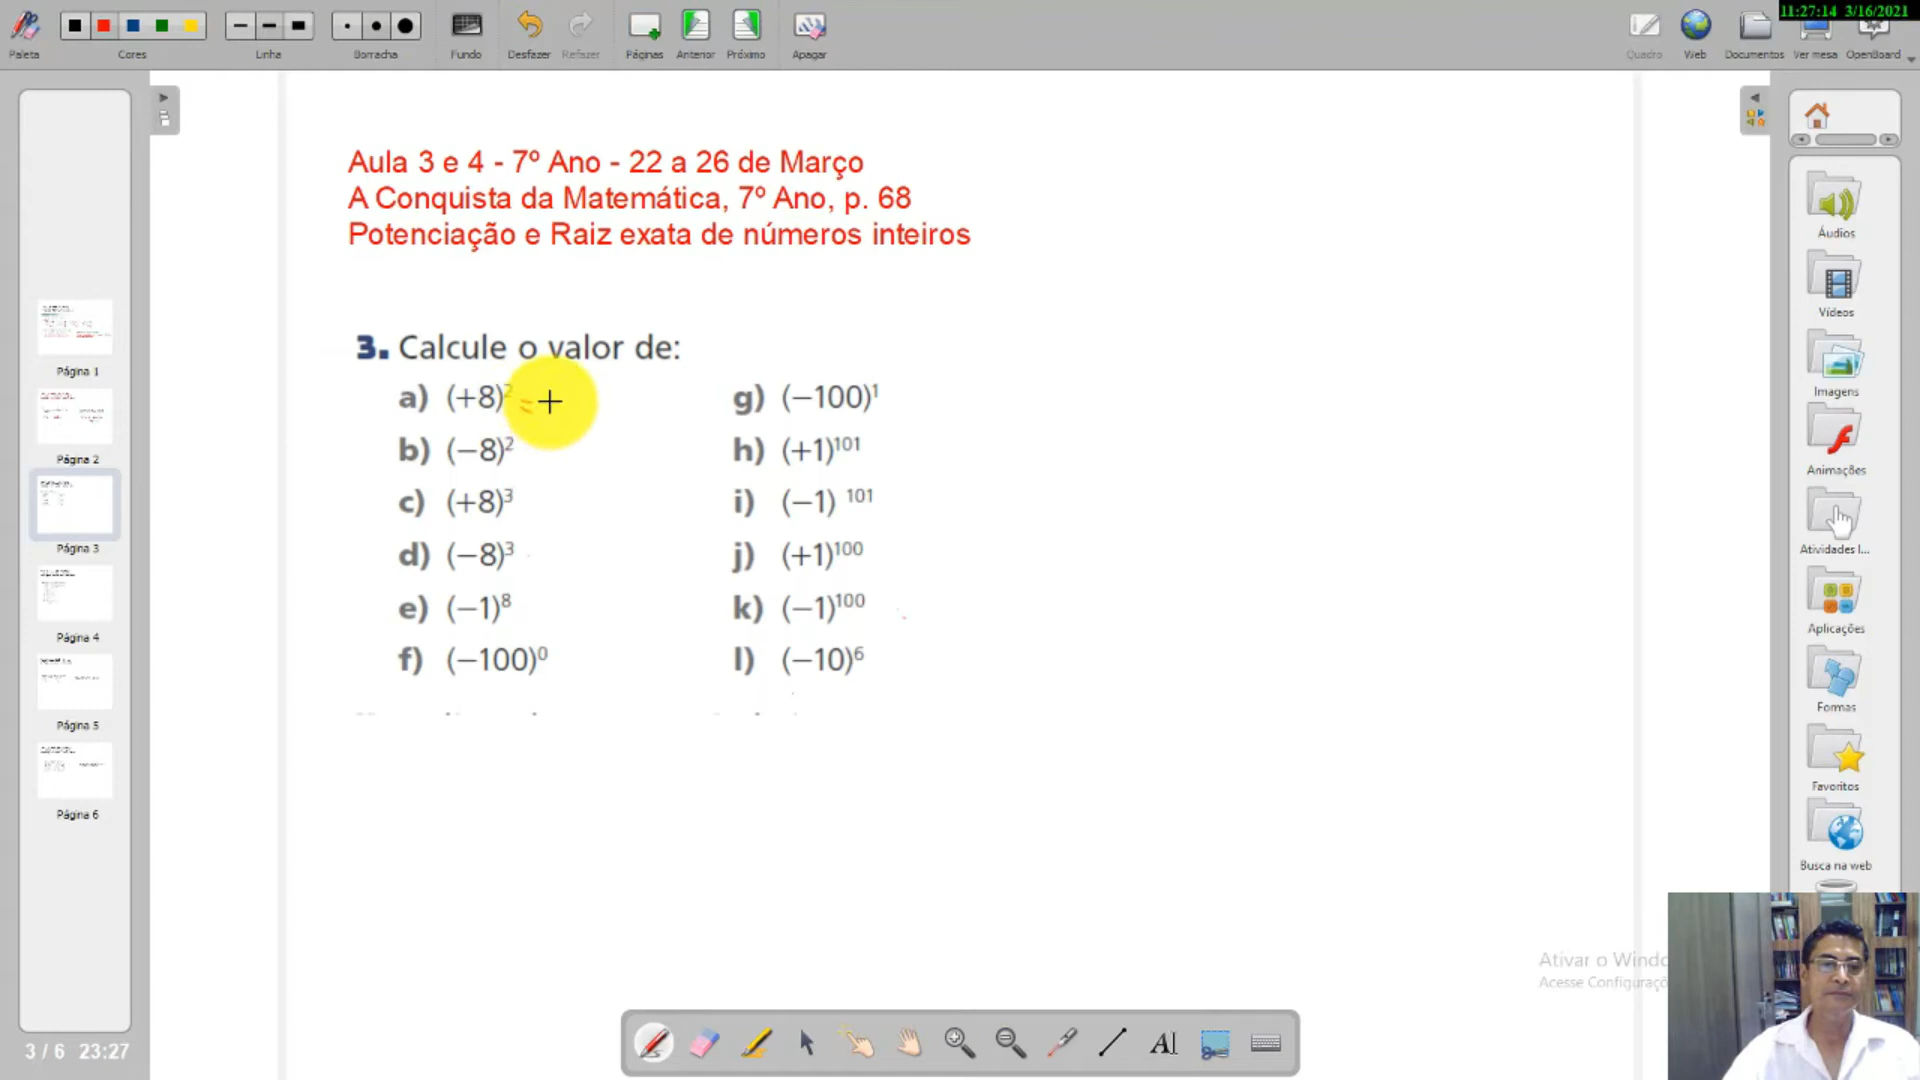 11:27:14 3/16/2021
Paleta
Cores
Linha
Borracha
Fundo
Desfazer
Refazer
Páginas
Anterior
Próximo
Apagar
Quadro
Web
Documentos
Ver mesa
OpenBoard
Aula 3 e 4 - 7º Ano - 22 a 26 de Março
A Conquista da Matemática, 7º Ano, p. 68
Potenciação e Raiz exata de números inteiros
3. Calcule o valor de:
a) (+8)² =
b) (−8)²
c) (+8)³
d) (−8)³
e) (−1)⁸
f) (−100)⁰
g) (−100)¹
h) (+1)¹⁰¹
i) (−1) ¹⁰¹
j) (+1)¹⁰⁰
k) (−1)¹⁰⁰
l) (−10)⁶
Página 1
Página 2
Página 3
Página 4
Página 5
Página 6
3 / 6 23:27
Áudios
Vídeos
Imagens
Animações
Atividades I...
Aplicações
Formas
Favoritos
Busca na web
Ativar o Windo
Acesse Configuraçõ
AI